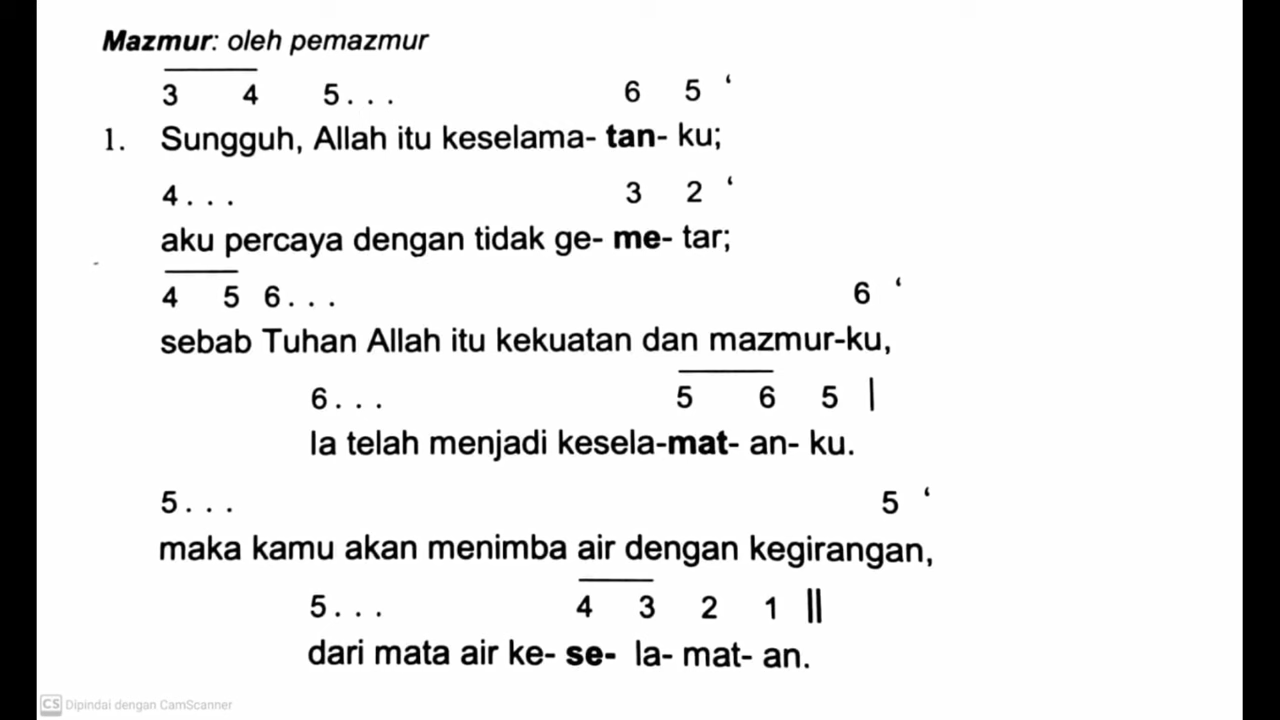 Mazmur: oleh pemazmur
3 4 5 . . . 6 5 ‘
1. Sungguh, Allah itu keselama- tan- ku;
4 . . . 3 2 ‘
aku percaya dengan tidak ge- me- tar;
4 5 6 . . . 6 ‘
sebab Tuhan Allah itu kekuatan dan mazmur-ku,
6 . . . 5 6 5 |
Ia telah menjadi kesela-mat- an- ku.
5 . . . 5 ‘
maka kamu akan menimba air dengan kegirangan,
5 . . . 4 3 2 1 ||
dari mata air ke- se- la- mat- an.
CS Dipindai dengan CamScanner